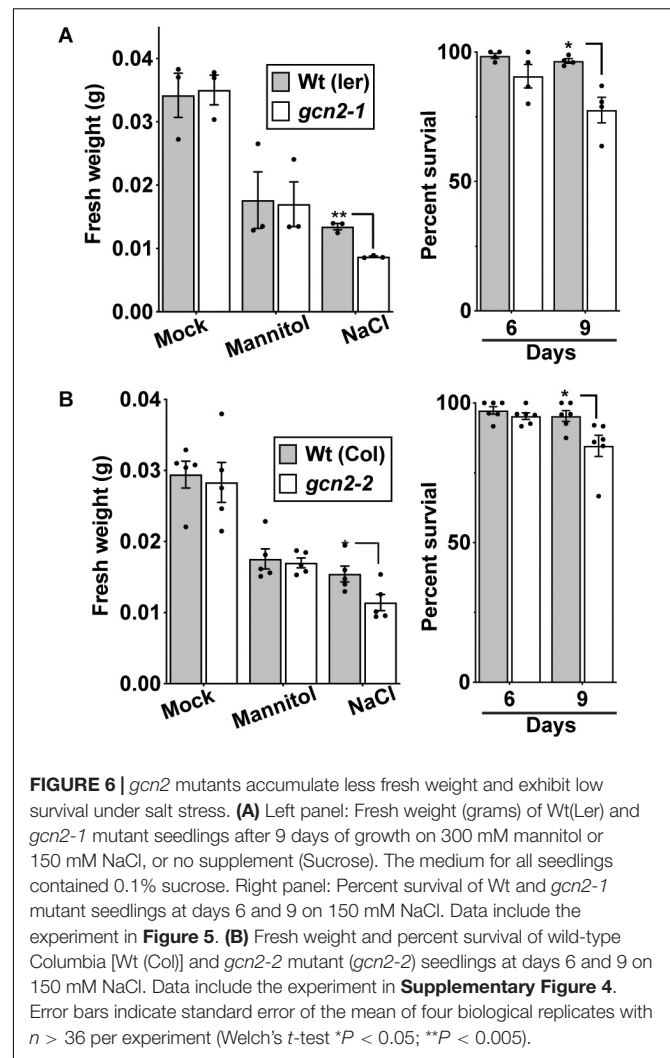 A
Fresh weight (g)
0.04
0.03
0.02
0.01
0.00
Wt (ler)
gcn2-1
**
Mock
Mannitol
NaCl
Percent survival
100
50
0
*
6
9
Days
B
Fresh weight (g)
0.04
0.03
0.02
0.01
0.00
Wt (Col)
gcn2-2
*
Mock
Mannitol
NaCl
Percent survival
100
50
0
*
6
9
Days
FIGURE 6 | gcn2 mutants accumulate less fresh weight and exhibit low
survival under salt stress. (A) Left panel: Fresh weight (grams) of Wt(Ler) and
gcn2-1 mutant seedlings after 9 days of growth on 300 mM mannitol or
150 mM NaCl, or no supplement (Sucrose). The medium for all seedlings
contained 0.1% sucrose. Right panel: Percent survival of Wt and gcn2-1
mutant seedlings at days 6 and 9 on 150 mM NaCl. Data include the
experiment in Figure 5. (B) Fresh weight and percent survival of wild-type
Columbia [Wt (Col)] and gcn2-2 mutant (gcn2-2) seedlings at days 6 and 9 on
150 mM NaCl. Data include the experiment in Supplementary Figure 4.
Error bars indicate standard error of the mean of four biological replicates with
n > 36 per experiment (Welch's t-test *P < 0.05; **P < 0.005).